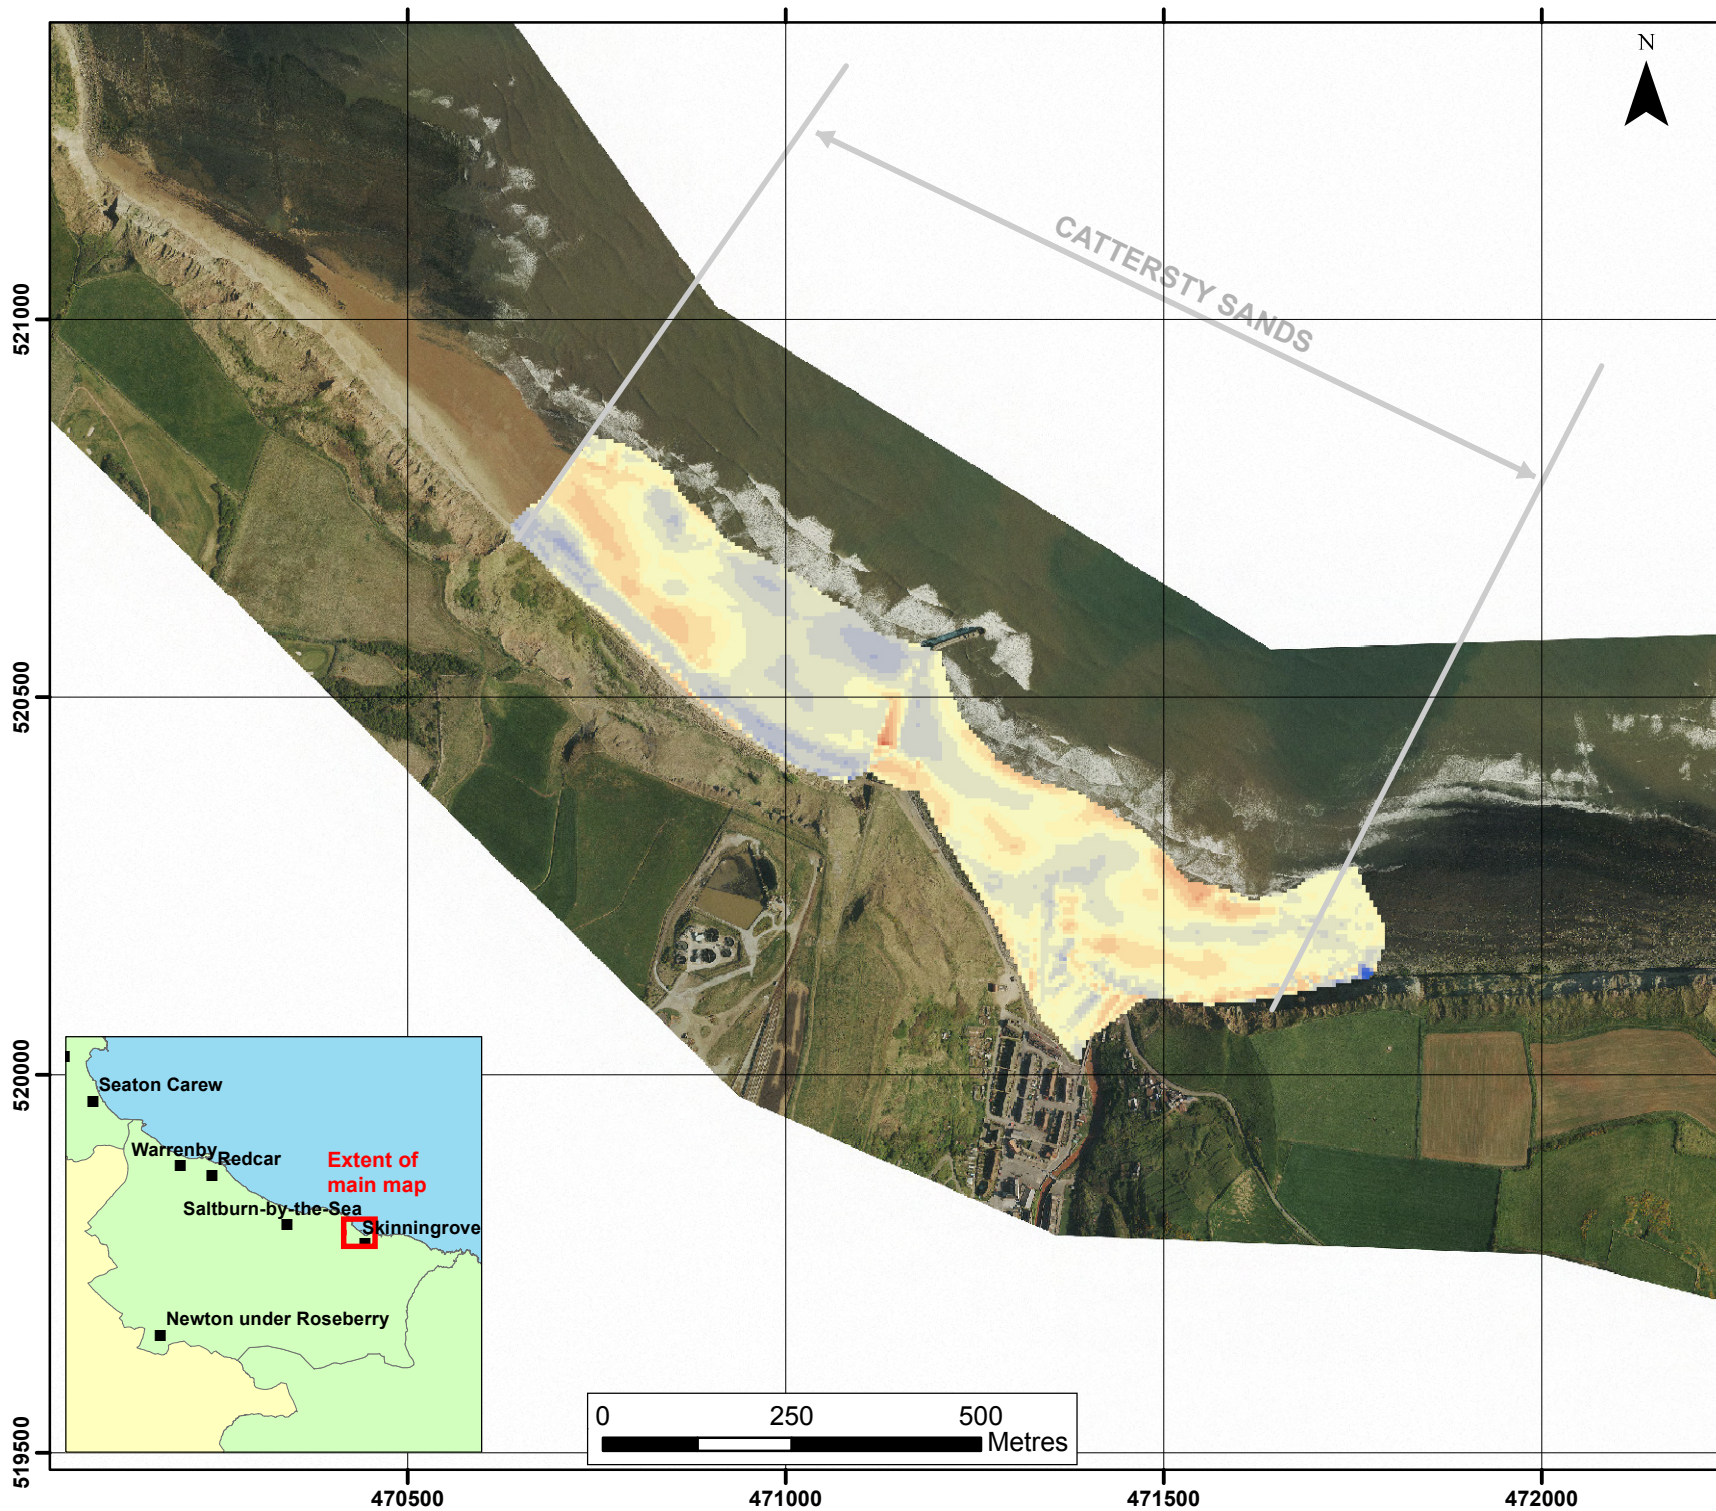 N
CATTERSTY SANDS
521000
520500
520000
519500
Seaton Carew
Warrenby
Redcar
Extent of
main map
Saltburn-by-the-Sea
Skinningrove
Newton under Roseberry
0 250 500
Metres
470500 471000 471500 472000